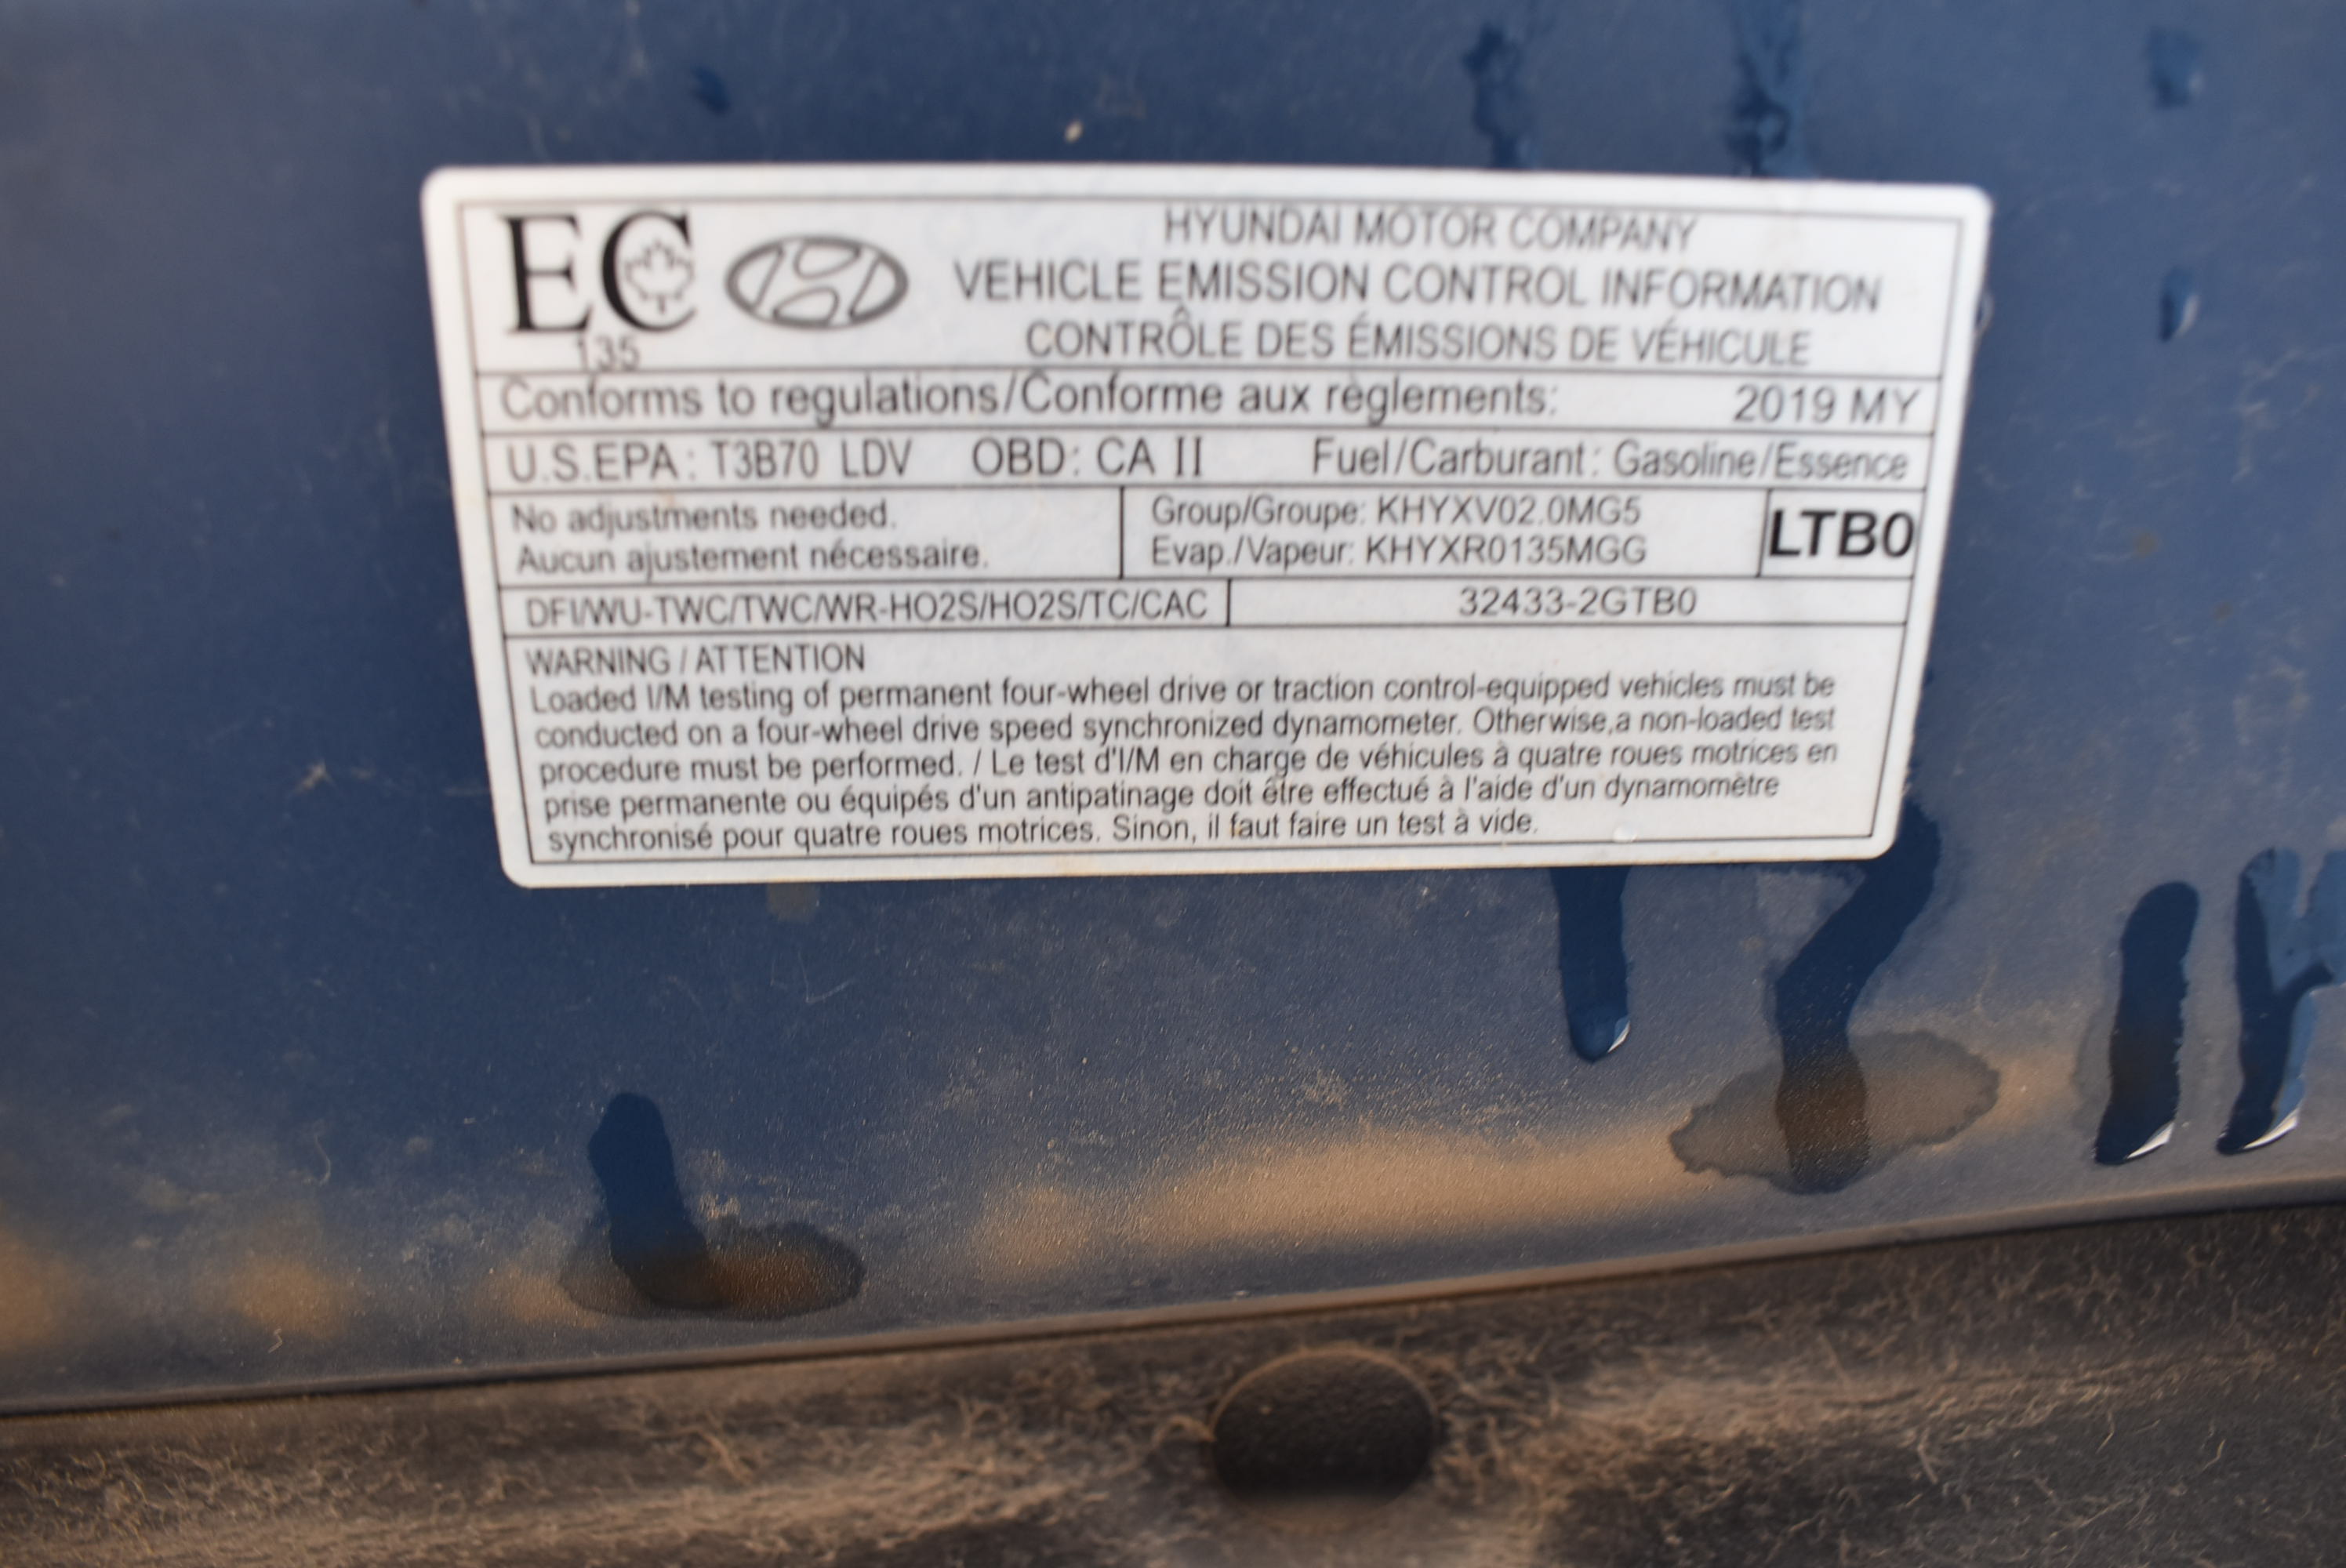 EC
135
HYUNDAI MOTOR COMPANY
VEHICLE EMISSION CONTROL INFORMATION
CONTRÔLE DES ÉMISSIONS DE VÉHICULE
Conforms to regulations/Conforme aux règlements: 2019 MY
U.S.EPA: T3B70 LDV OBD: CA II Fuel/Carburant: Gasoline/Essence
No adjustments needed.
Aucun ajustement nécessaire.
Group/Groupe: KHYXV02.0MG5
Evap./Vapeur: KHYXR0135MGG
LTB0
DFI/WU-TWC/TWC/WR-HO2S/HO2S/TC/CAC
32433-2GTB0
WARNING / ATTENTION
Loaded I/M testing of permanent four-wheel drive or traction control-equipped vehicles must be
conducted on a four-wheel drive speed synchronized dynamometer. Otherwise,a non-loaded test
procedure must be performed. / Le test d'I/M en charge de véhicules à quatre roues motrices en
prise permanente ou équipés d'un antipatinage doit être effectué à l'aide d'un dynamomètre
synchronisé pour quatre roues motrices. Sinon, il faut faire un test à vide.